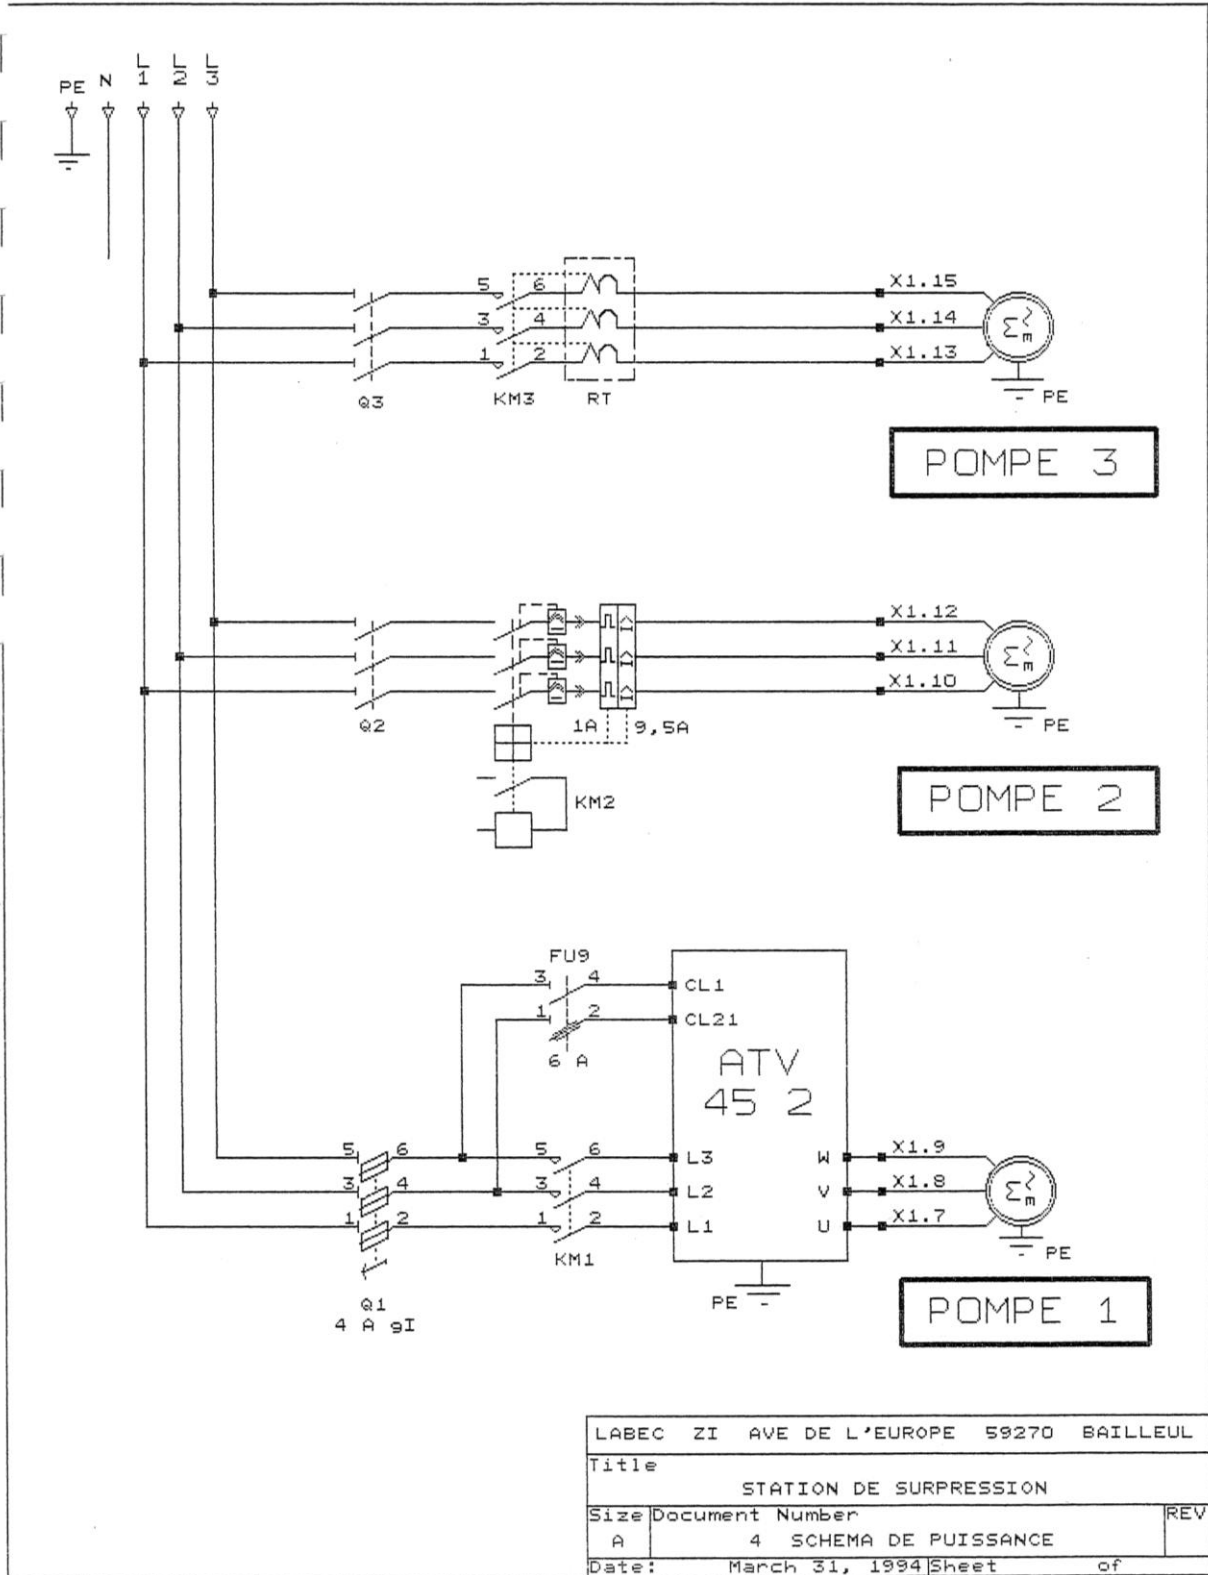 PE N L1 L2 L3
5 6 X1.15
3 4 X1.14
1 2 X1.13
Q3 KM3 RT PE
POMPE 3
X1.12
X1.11
X1.10
Q2 1A 9,5A PE
KM2
POMPE 2
FU9
3 4 CL1
1 2 CL21
6 A
ATV
45 2
5 6 5 6 L3 W X1.9
3 4 3 4 L2 V X1.8
1 2 1 2 L1 U X1.7
KM1 PE
PE
Q1
4 A gI
POMPE 1
LABEC ZI AVE DE L'EUROPE 59270 BAILLEUL
Title
STATION DE SURPRESSION
Size Document Number REV
A 4 SCHEMA DE PUISSANCE
Date: March 31, 1994 Sheet of